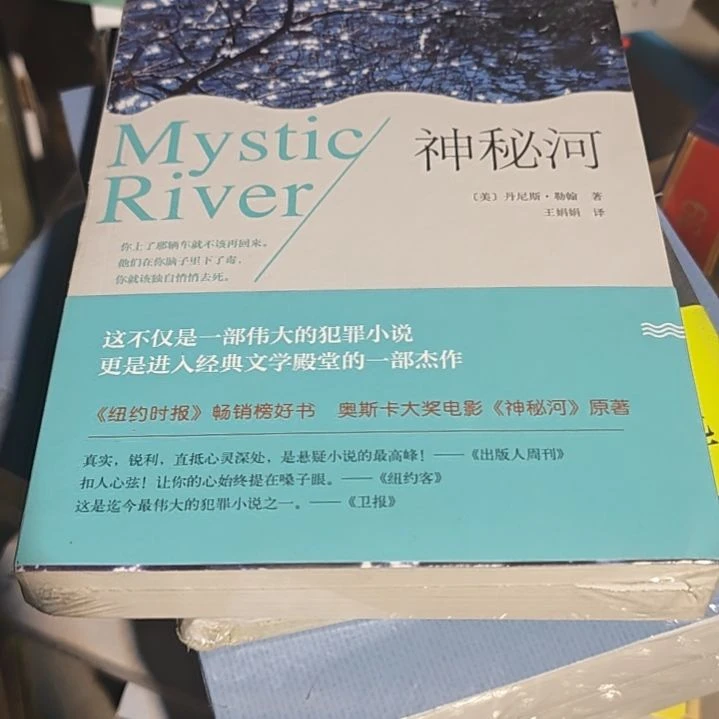 Mystic
River
神秘河
〔美〕丹尼斯·勒翰 著
王娟娟 译
你上了那辆车就不该再回来。
他们在你脑子里下了毒，
你就该独自悄悄去死。
这不仅是一部伟大的犯罪小说
更是进入经典文学殿堂的一部杰作
《纽约时报》畅销榜好书 奥斯卡大奖电影《神秘河》原著
真实，锐利，直抵心灵深处，是悬疑小说的最高峰！——《出版人周刊》
扣人心弦！让你的心始终提在嗓子眼。——《纽约客》
这是迄今最伟大的犯罪小说之一。——《卫报》